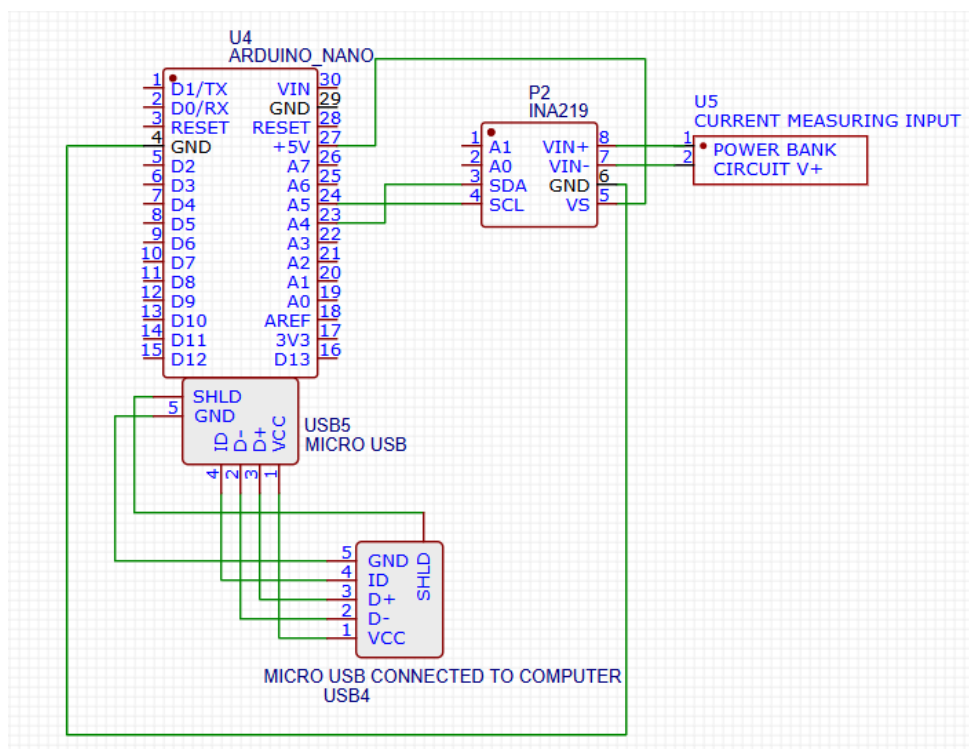 U4
ARDUINO_NANO
1 D1/TX VIN 30
2 D0/RX GND 29
3 RESET RESET 28
4 GND +5V 27
5 D2 A7 26
6 D3 A6 25
7 D4 A5 24
8 D5 A4 23
9 D6 A3 22
10 D7 A2 21
11 D8 A1 20
12 D9 A0 19
13 D10 AREF 18
14 D11 3V3 17
15 D12 D13 16
P2
INA219
1 A1 VIN+ 8
2 A0 VIN- 7
3 SDA GND 6
4 SCL VS 5
U5
CURRENT MEASURING INPUT
1 POWER BANK
2 CIRCUIT V+
SHLD
5 GND
ID D- D+ VCC
4 2 3 1
USB5
MICRO USB
5 GND
4 ID
3 D+
2 D-
1 VCC
SHLD
MICRO USB CONNECTED TO COMPUTER
USB4